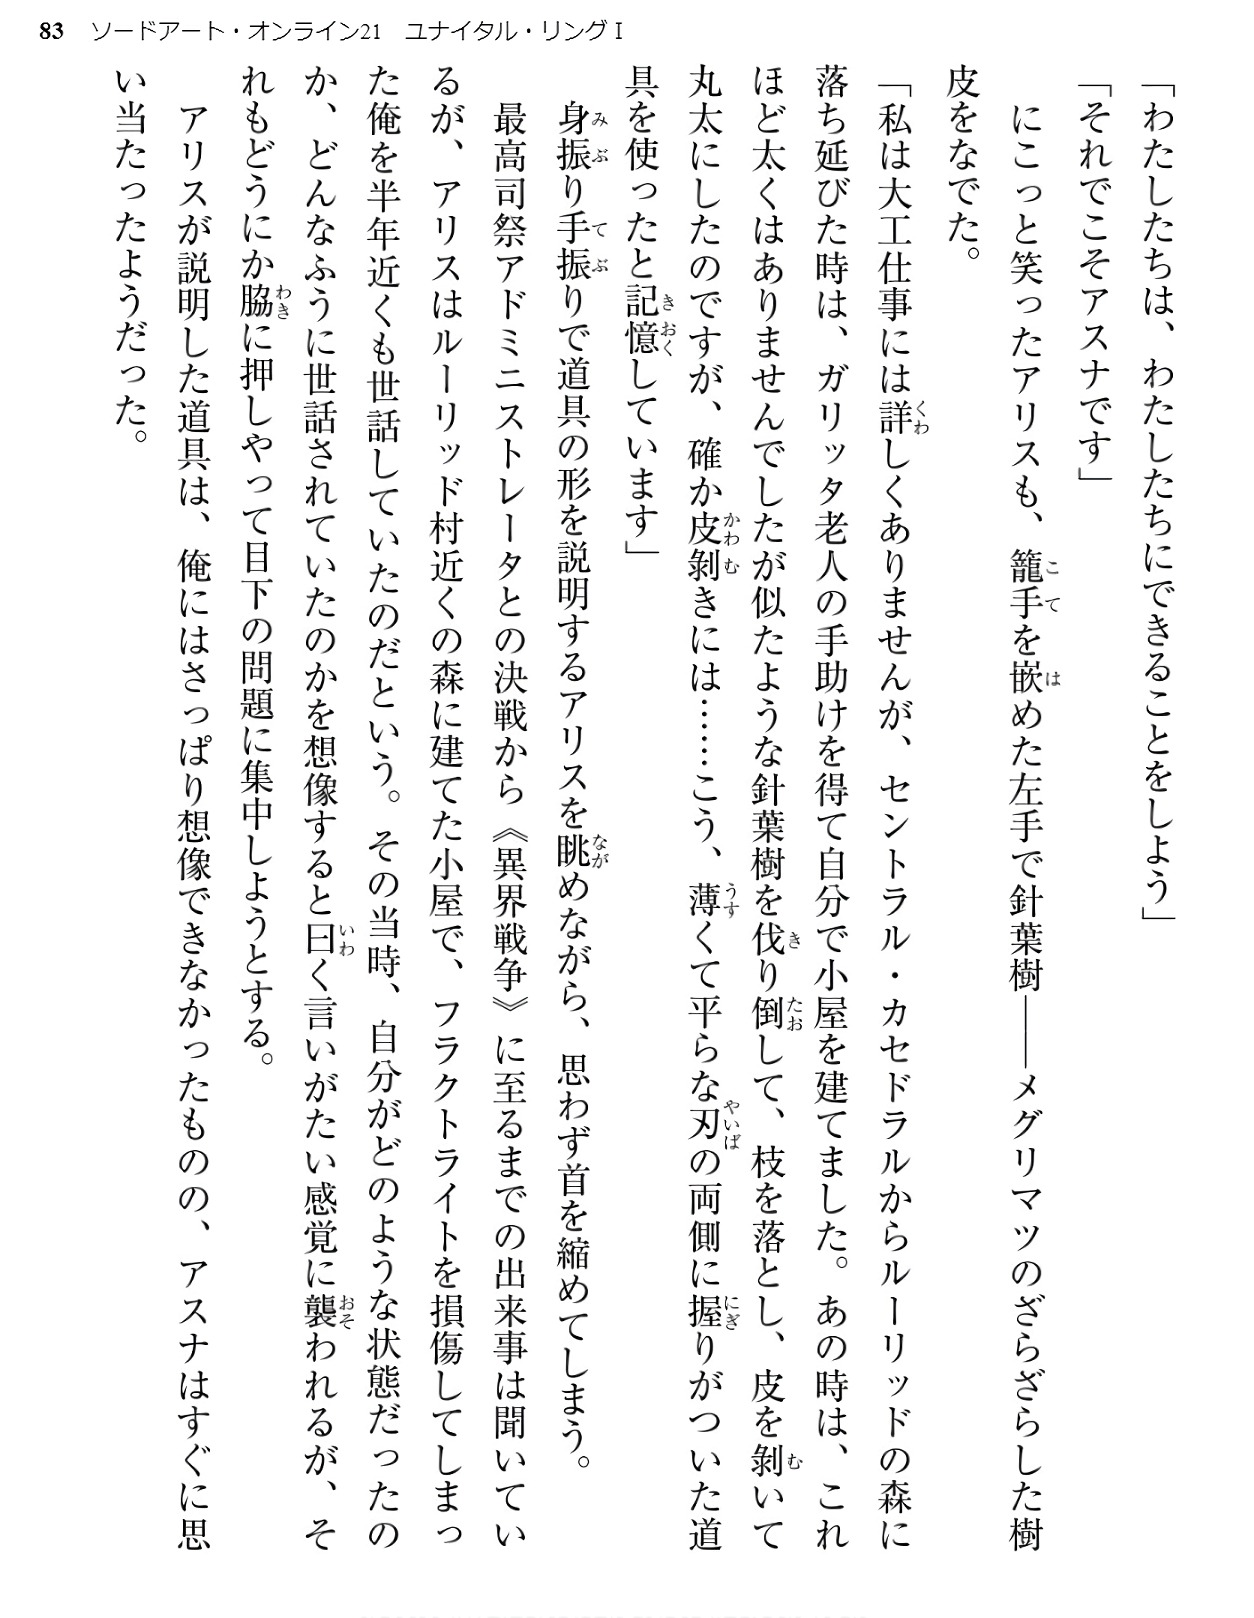 83 ソードアート・オンライン21 ユナイタル・リングⅠ
「わたしたちは、わたしたちにできることをしよう」
「それでこそアスナです」
にこっと笑ったアリスも、籠手を嵌めた左手で針葉樹――メグリマツのざらざらした樹
皮をなでた。
「私は大工仕事には詳しくありませんが、セントラル・カセドラルからルーリッドの森に
落ち延びた時は、ガリッタ老人の手助けを得て自分で小屋を建てました。あの時は、これ
ほど太くはありませんでしたが似たような針葉樹を伐り倒して、枝を落とし、皮を剝いて
丸太にしたのですが、確か皮剝きには……こう、薄くて平らな刃の両側に握りがついた道
具を使ったと記憶しています」
身振り手振りで道具の形を説明するアリスを眺めながら、思わず首を縮めてしまう。
最高司祭アドミニストレータとの決戦から《異界戦争》に至るまでの出来事は聞いてい
るが、アリスはルーリッド村近くの森に建てた小屋で、フラクトライトを損傷してしまっ
た俺を半年近くも世話していたのだという。その当時、自分がどのような状態だったの
か、どんなふうに世話されていたのかを想像すると曰く言いがたい感覚に襲われるが、そ
れもどうにか脇に押しやって目下の問題に集中しようとする。
アリスが説明した道具は、俺にはさっぱり想像できなかったものの、アスナはすぐに思
い当たったようだった。